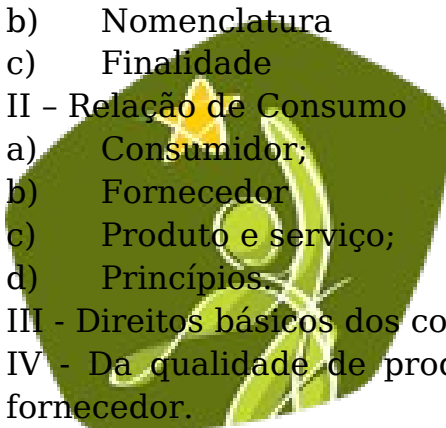 b) Nomenclatura
c) Finalidade
II – Relação de Consumo
a) Consumidor;
b) Fornecedor
c) Produto e serviço;
d) Princípios.
III - Direitos básicos dos co
IV - Da qualidade de prod
fornecedor.